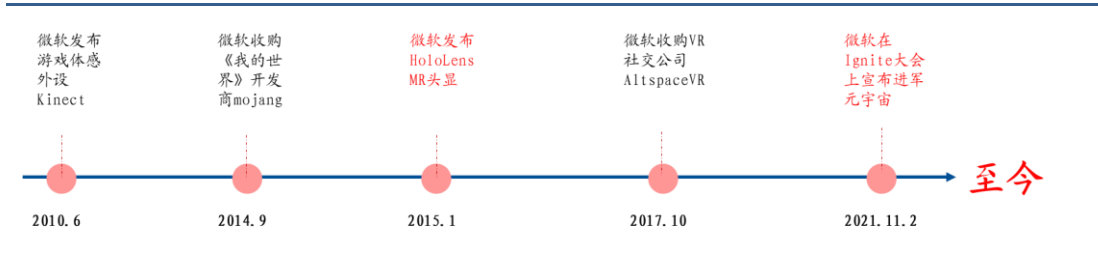 微软发布
游戏体感
外设
Kinect
微软收购
《我的世
界》开发
商mojang
微软发布
HoloLens
MR头显
微软收购VR
社交公司
AltspaceVR
微软在
Ignite大会
上宣布进军
元宇宙
至今
2010.6
2014.9
2015.1
2017.10
2021.11.2